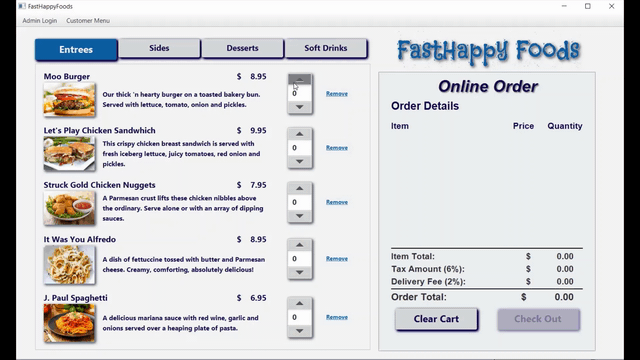 FastHappyFoods
Admin Login Customer Menu
Entrees Sides Desserts Soft Drinks
FastHappy Foods
Moo Burger $ 8.95
Our thick 'n hearty burger on a toasted bakery bun.
Served with lettuce, tomato, onion and pickles.
0
Remove
Let's Play Chicken Sandwhich $ 9.95
This crispy chicken breast sandwich is served with
fresh iceberg lettuce, juicy tomatoes, red onion and
pickles.
0
Remove
Struck Gold Chicken Nuggets $ 7.95
A Parmesan crust lifts these chicken nibbles above
the ordinary. Serve alone or with an array of dipping
sauces.
0
Remove
It Was You Alfredo $ 8.95
A dish of fettuccine tossed with butter and Parmesan
cheese. Creamy, comforting, absolutely delicious!
0
Remove
J. Paul Spaghetti $ 6.95
A delicious mariana sauce with red wine, garlic and
onions served over a heaping plate of pasta.
0
Remove
Online Order
Order Details
Item Price Quantity
Item Total: $ 0.00
Tax Amount (6%): $ 0.00
Delivery Fee (2%): $ 0.00
Order Total: $ 0.00
Clear Cart Check Out